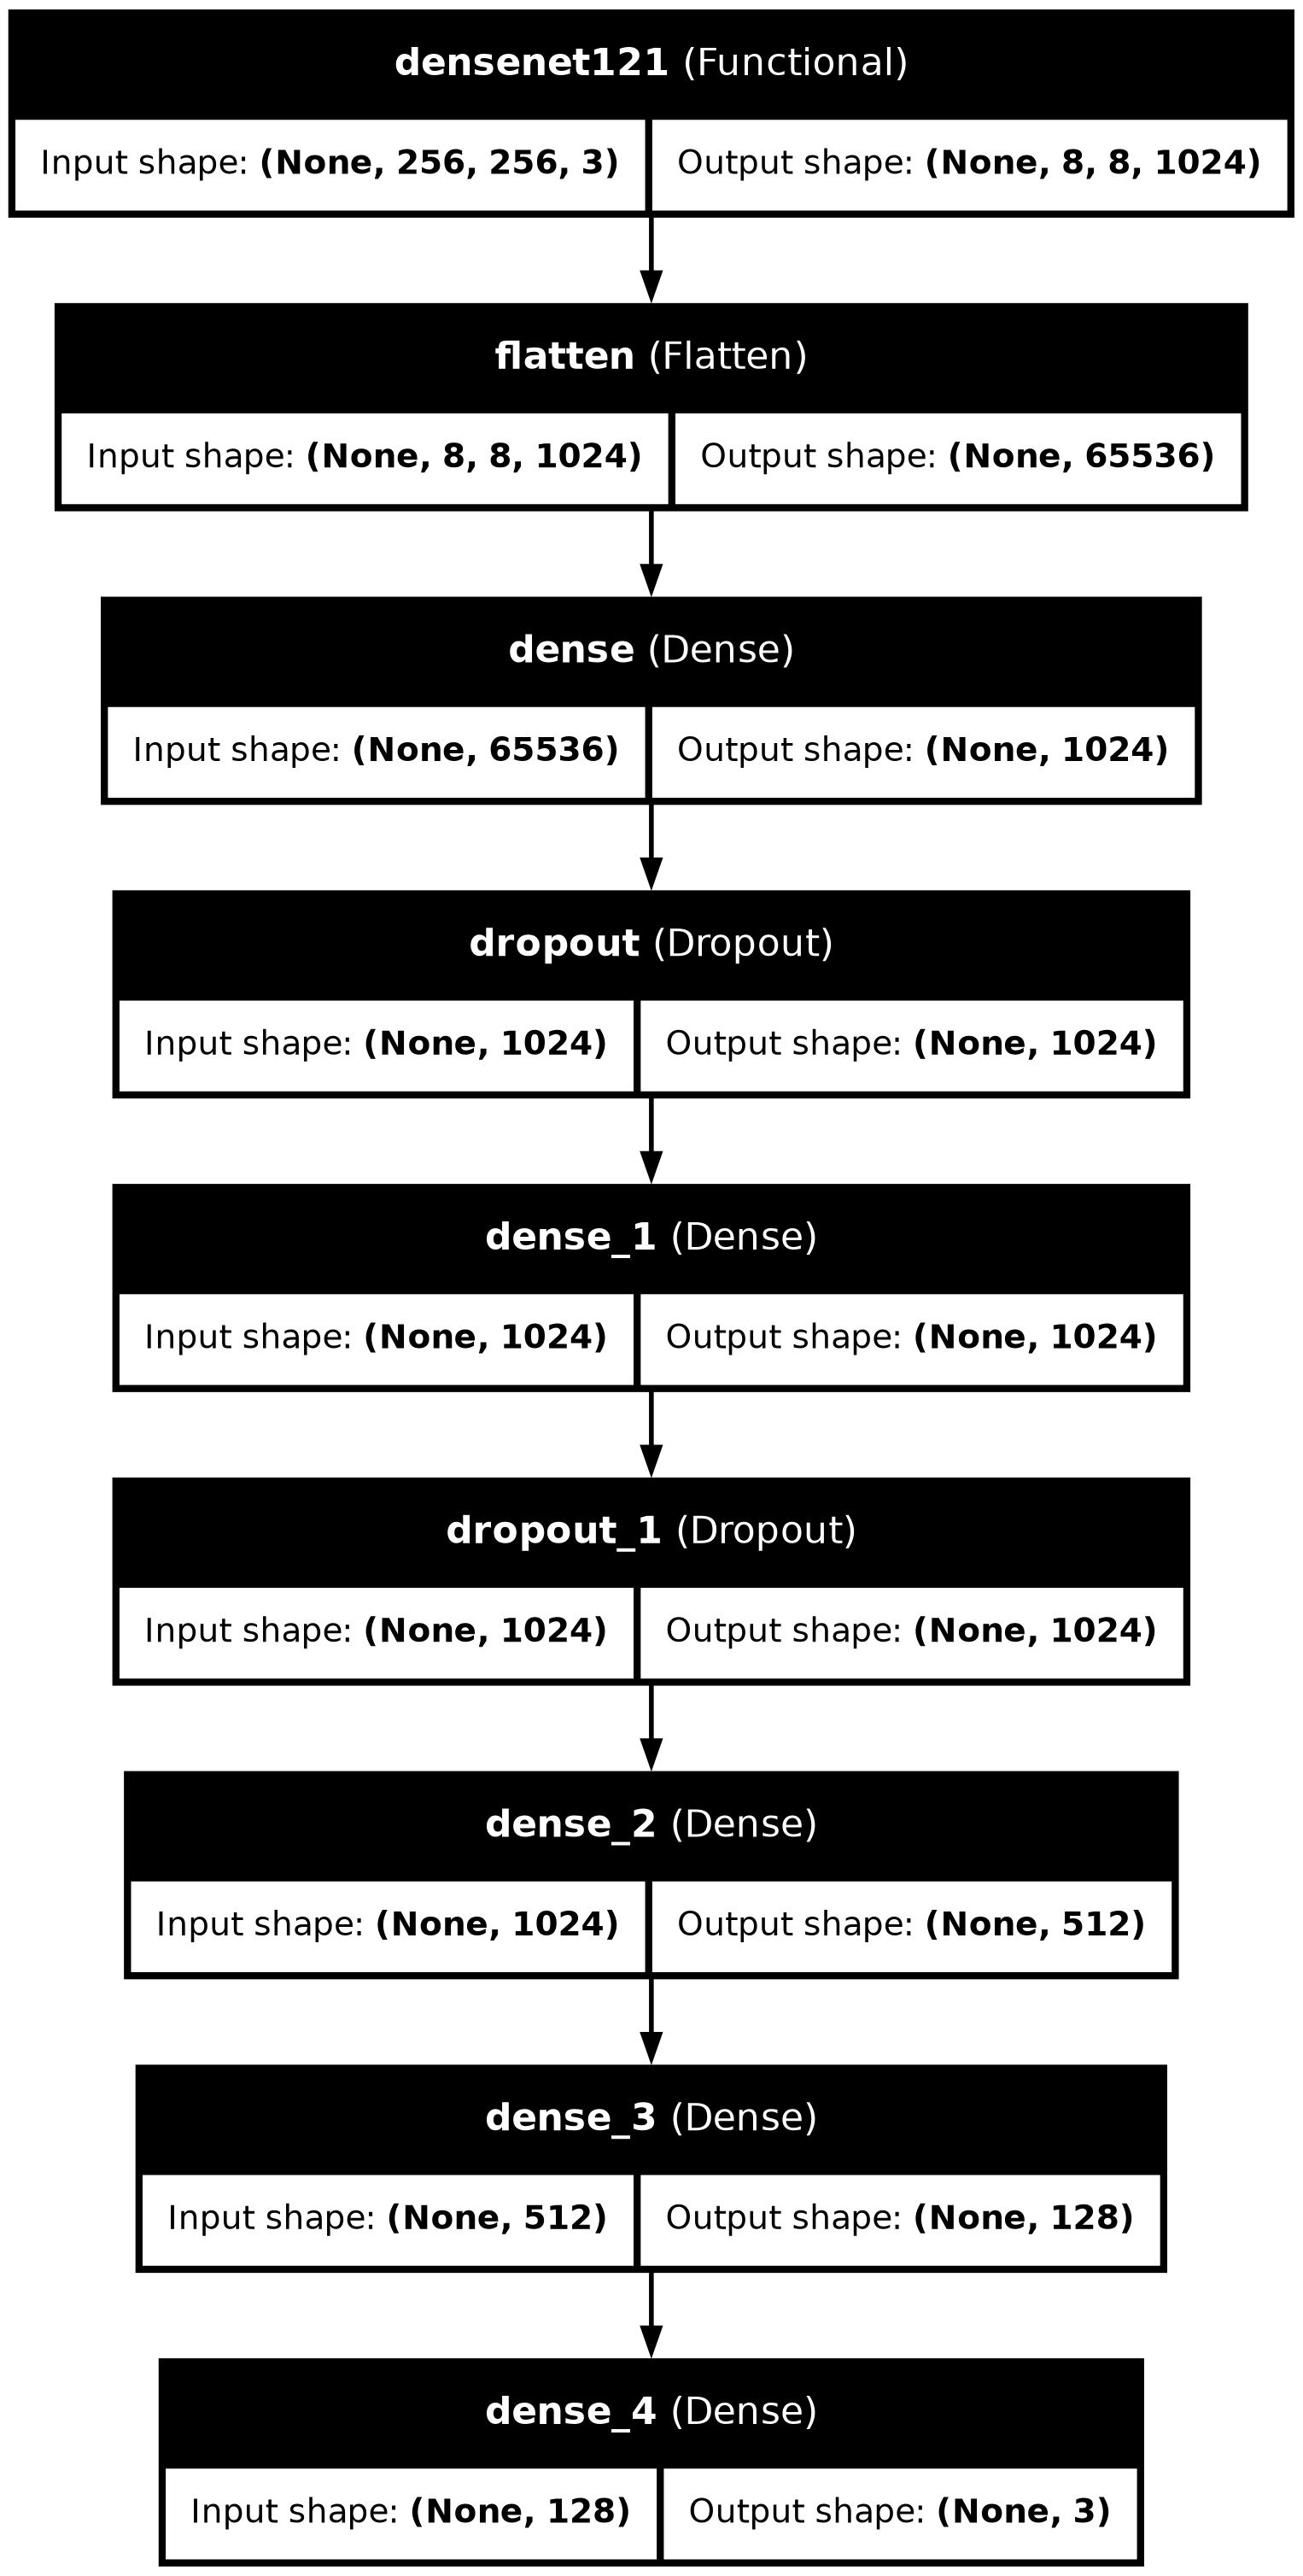 densenet121 (Functional)
Input shape: (None, 256, 256, 3) Output shape: (None, 8, 8, 1024)
flatten (Flatten)
Input shape: (None, 8, 8, 1024) Output shape: (None, 65536)
dense (Dense)
Input shape: (None, 65536) Output shape: (None, 1024)
dropout (Dropout)
Input shape: (None, 1024) Output shape: (None, 1024)
dense_1 (Dense)
Input shape: (None, 1024) Output shape: (None, 1024)
dropout_1 (Dropout)
Input shape: (None, 1024) Output shape: (None, 1024)
dense_2 (Dense)
Input shape: (None, 1024) Output shape: (None, 512)
dense_3 (Dense)
Input shape: (None, 512) Output shape: (None, 128)
dense_4 (Dense)
Input shape: (None, 128) Output shape: (None, 3)